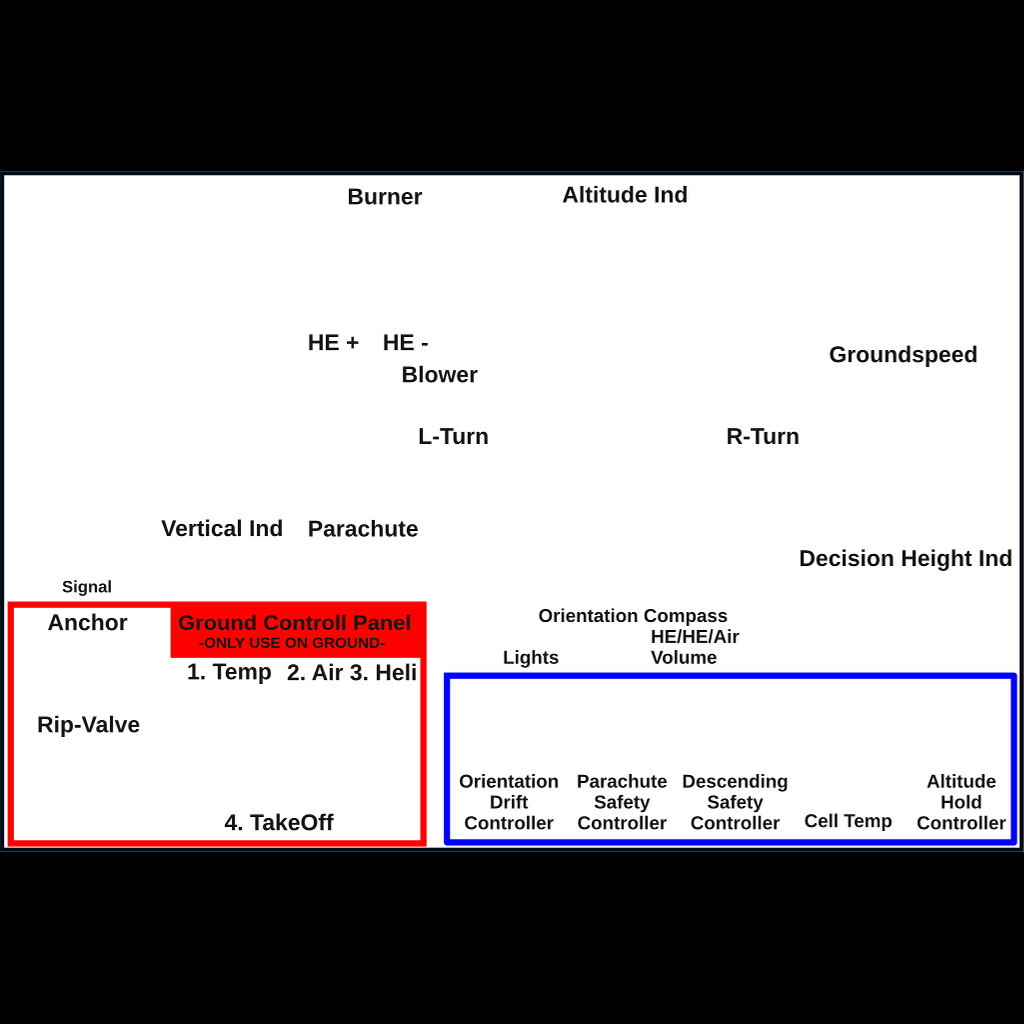 Burner
Altitude Ind
HE +
HE -
Groundspeed
Blower
L-Turn
R-Turn
Vertical Ind
Parachute
Decision Height Ind
Signal
Anchor
Ground Controll Panel
-ONLY USE ON GROUND-
1. Temp
2. Air
3. Heli
Rip-Valve
4. TakeOff
Orientation Compass
HE/HE/Air
Volume
Lights
Orientation
Drift
Controller
Parachute
Safety
Controller
Descending
Safety
Controller
Cell Temp
Altitude
Hold
Controller